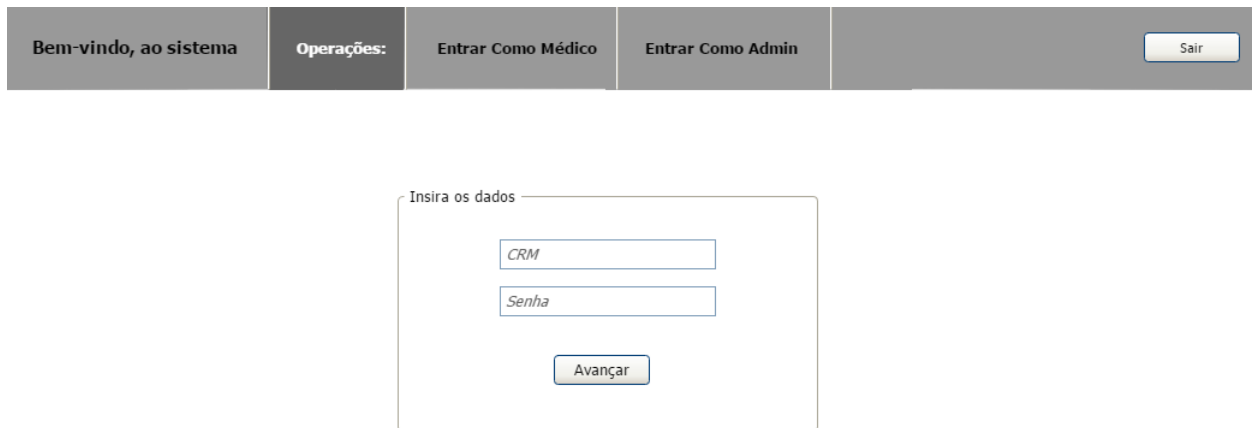 Bem-vindo, ao sistema Operações: Entrar Como Médico Entrar Como Admin Sair
Insira os dados
CRM
Senha
Avançar